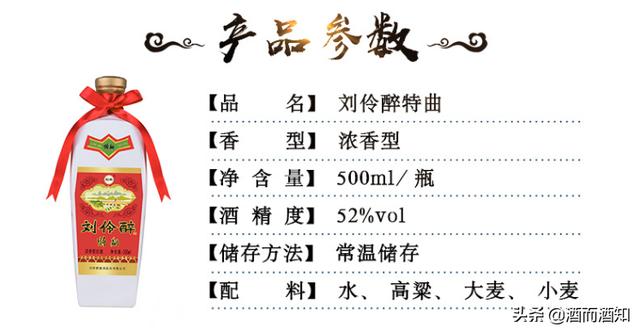 产品参数
【品 名】 刘伶醉特曲
【香 型】 浓香型
【净 含 量】 500ml/ 瓶
【酒 精 度】 52%vol
【储存方法】 常温储存
【配 料】 水、 高粱、 大麦、 小麦
刘伶醉
特曲
头条 @酒而酒知